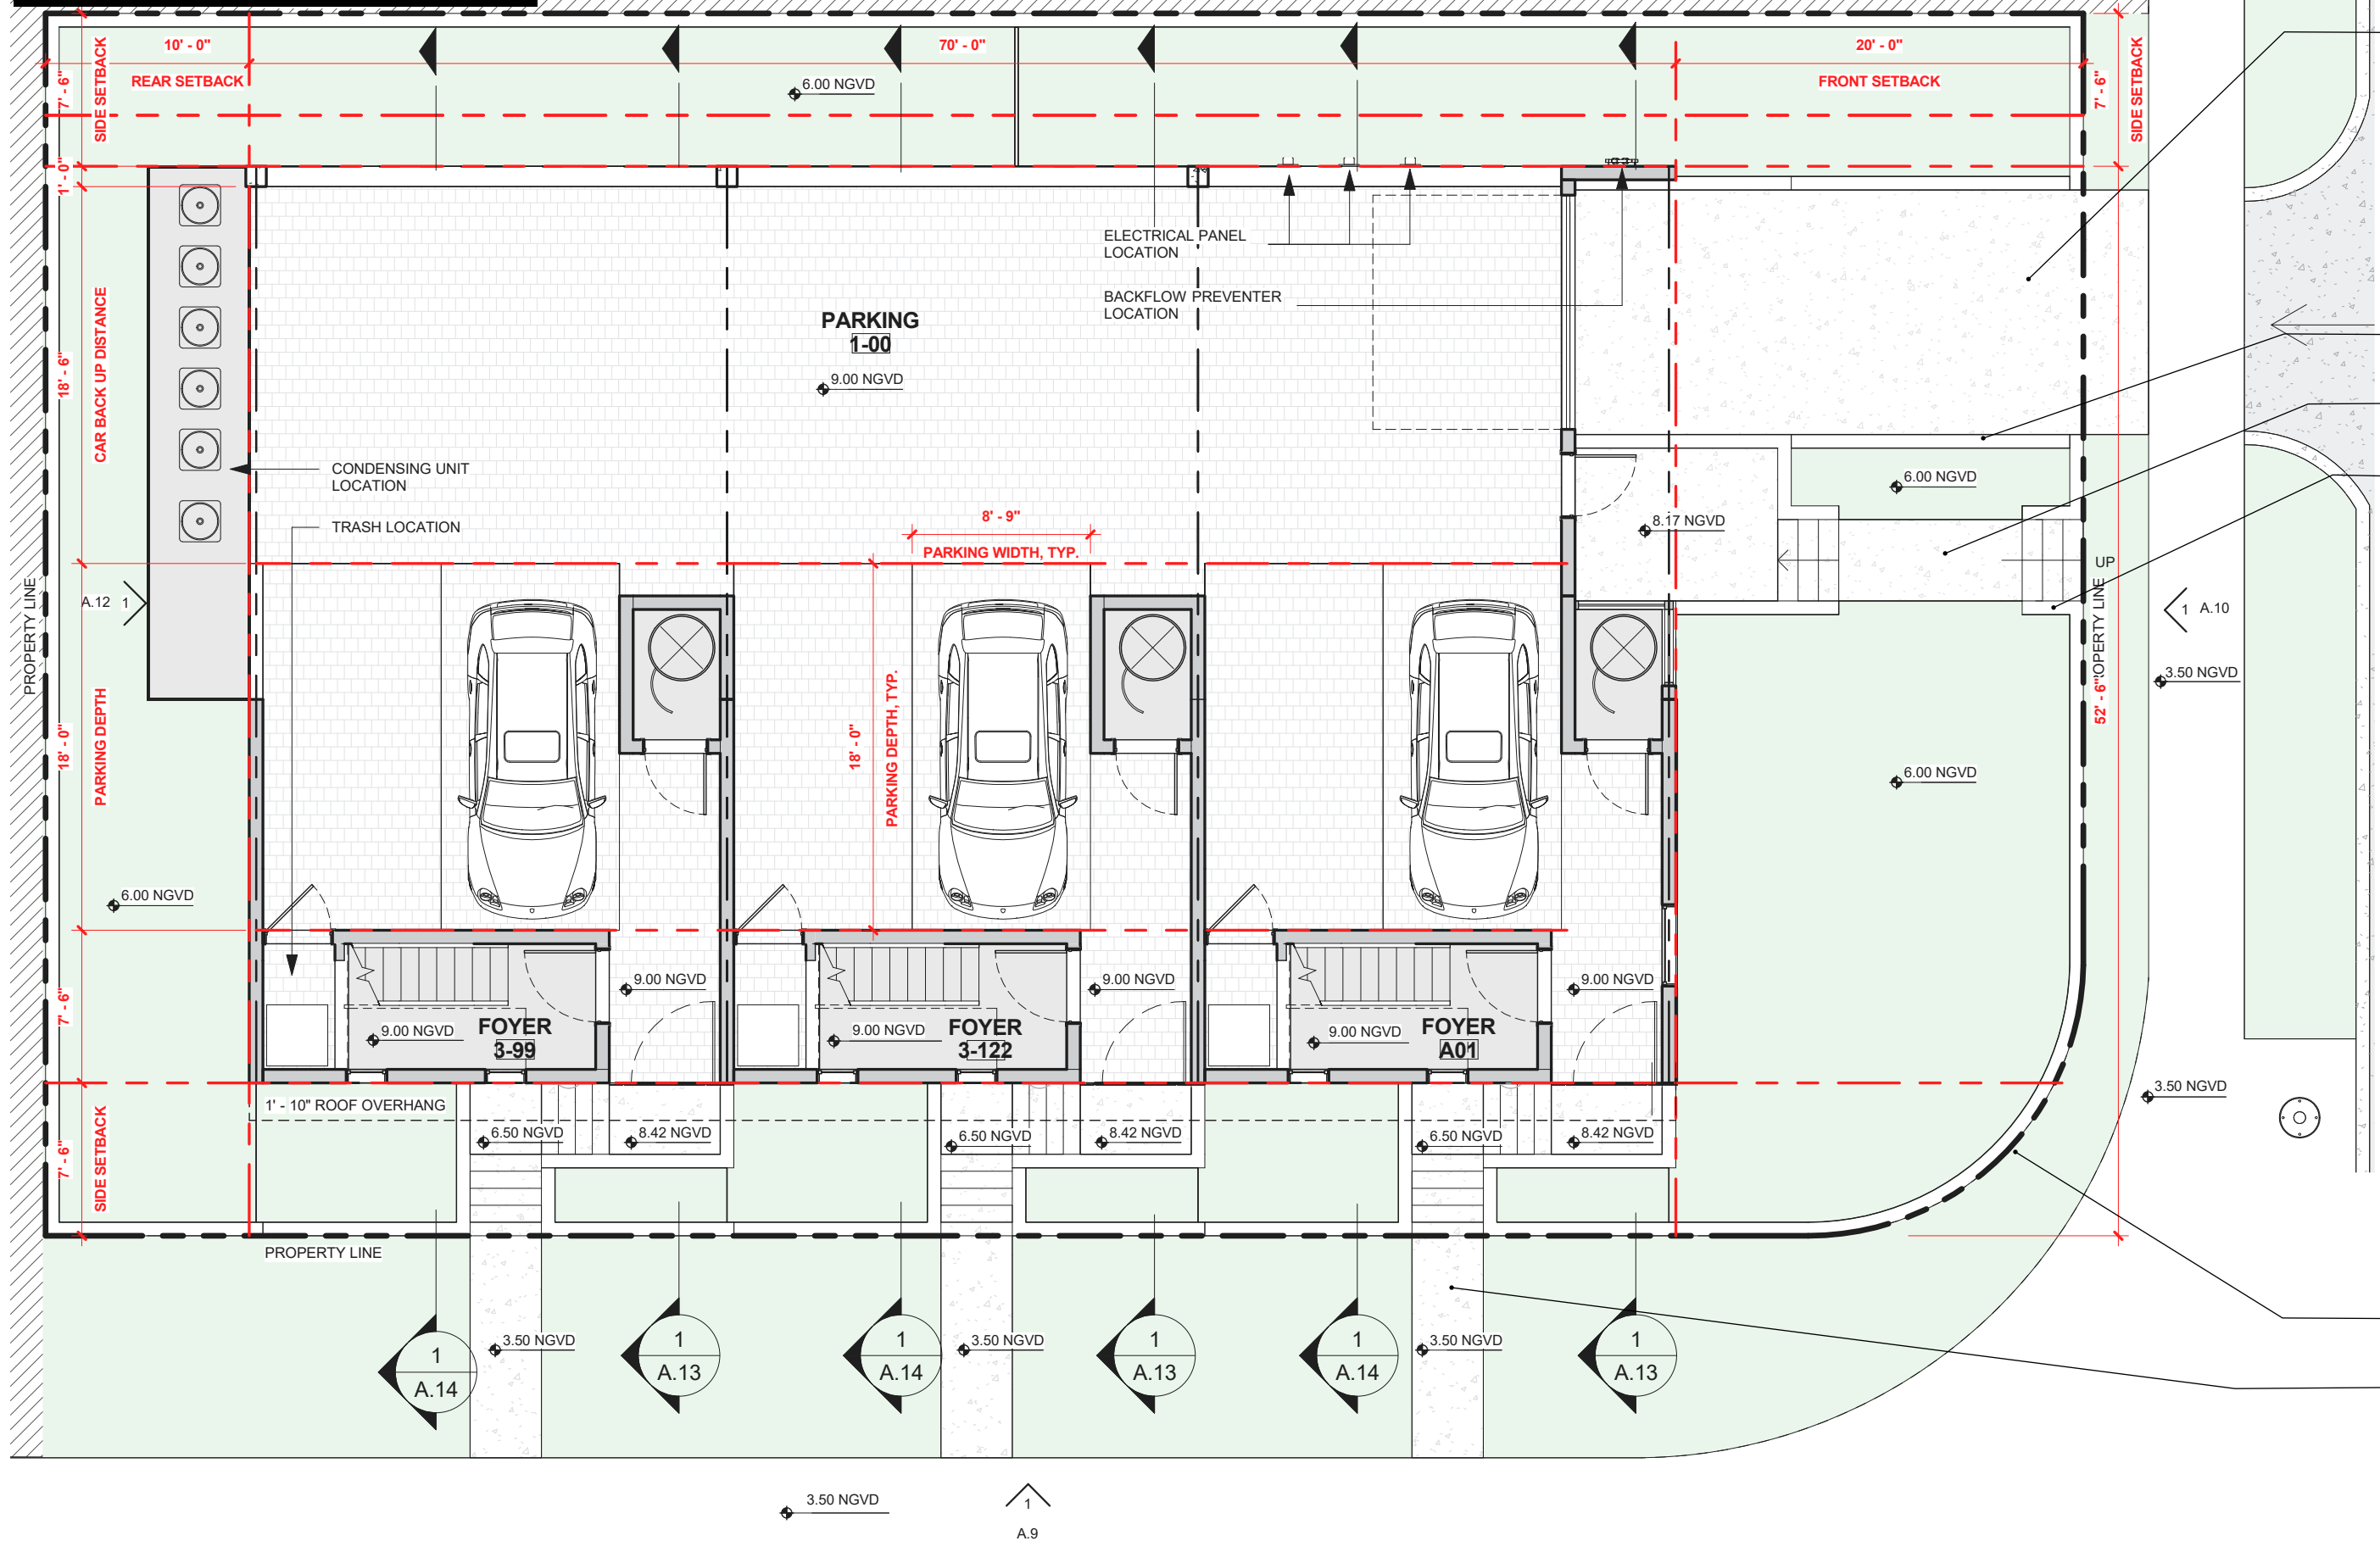 10' - 0"
70' - 0"
20' - 0"
REAR SETBACK
FRONT SETBACK
7' - 6"
SIDE SETBACK
7' - 6"
SIDE SETBACK
6.00 NGVD
1' - 0"
ELECTRICAL PANEL
LOCATION
BACKFLOW PREVENTER
LOCATION
PARKING
1-00
9.00 NGVD
18' - 6"
CAR BACK UP DISTANCE
CONDENSING UNIT
LOCATION
TRASH LOCATION
6.00 NGVD
8.17 NGVD
8' - 9"
PARKING WIDTH, TYP.
UP
PROPERTY LINE
A.12 1
1 A.10
3.50 NGVD
PROPERTY LINE
52' - 6"
18' - 0"
PARKING DEPTH
18' - 0"
PARKING DEPTH, TYP.
6.00 NGVD
6.00 NGVD
9.00 NGVD
9.00 NGVD
9.00 NGVD
7' - 6"
9.00 NGVD
FOYER
3-99
9.00 NGVD
FOYER
3-122
9.00 NGVD
FOYER
A01
3.50 NGVD
1' - 10" ROOF OVERHANG
6.50 NGVD
8.42 NGVD
6.50 NGVD
8.42 NGVD
6.50 NGVD
8.42 NGVD
7' - 6"
SIDE SETBACK
PROPERTY LINE
1
A.14
3.50 NGVD
1
A.13
1
A.14
3.50 NGVD
1
A.13
1
A.14
3.50 NGVD
1
A.13
3.50 NGVD
1
A.9